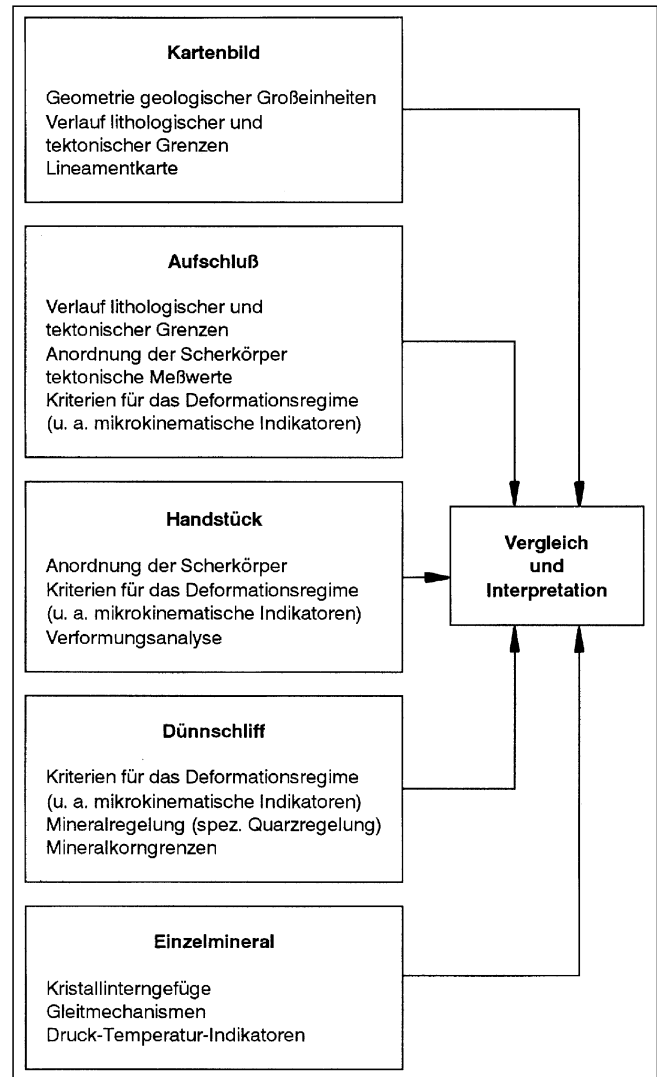 Kartenbild
Geometrie geologischer Großeinheiten
Verlauf lithologischer und
tektonischer Grenzen
Lineamentkarte
Aufschluß
Verlauf lithologischer und
tektonischer Grenzen
Anordnung der Scherkörper
tektonische Meßwerte
Kriterien für das Deformationsregime
(u. a. mikrokinematische Indikatoren)
Handstück
Anordnung der Scherkörper
Kriterien für das Deformationsregime
(u. a. mikrokinematische Indikatoren)
Verformungsanalyse
Dünnschliff
Kriterien für das Deformationsregime
(u. a. mikrokinematische Indikatoren)
Mineralregelung (spez. Quarzregelung)
Mineralkorngrenzen
Einzelmineral
Kristallinterngefüge
Gleitmechanismen
Druck-Temperatur-Indikatoren
Vergleich
und
Interpretation